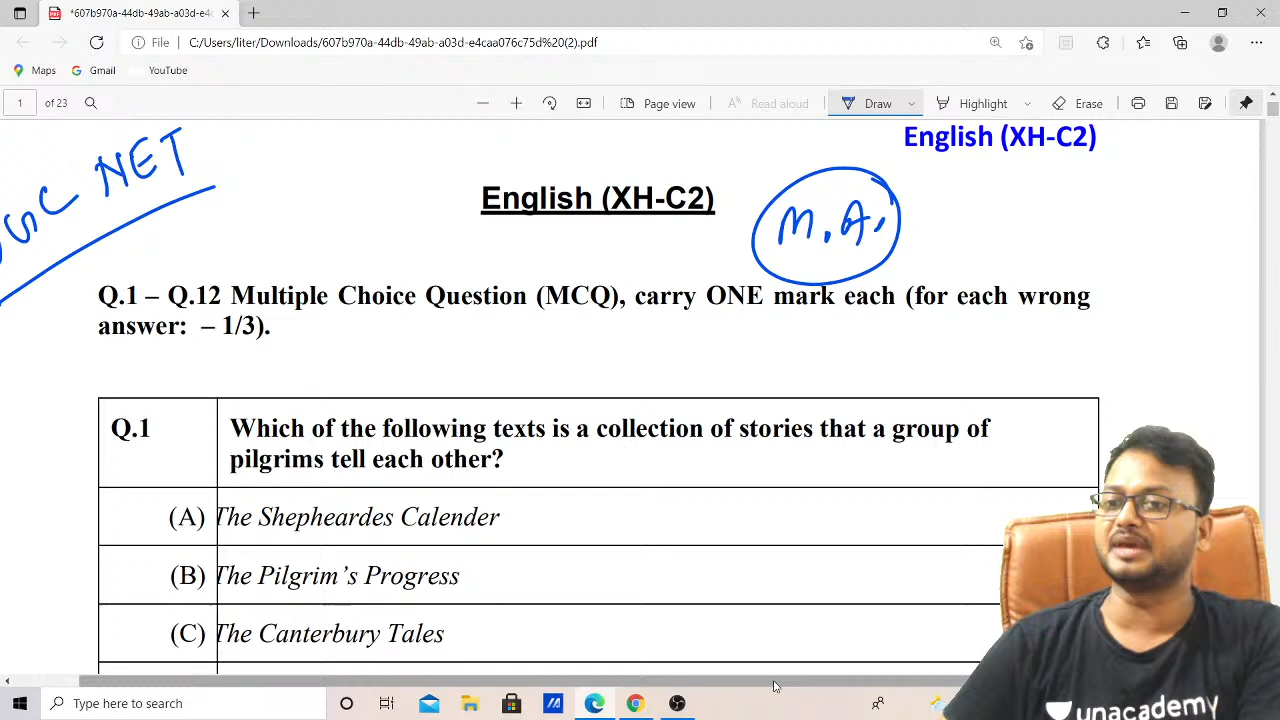 *607b970a-44db-49ab-a03d-e4c
File
C:/Users/liter/Downloads/607b970a-44db-49ab-a03d-e4caa076c75d%20(2).pdf
Maps
Gmail
YouTube
1 of 23
Page view
Read aloud
Draw
Highlight
Erase
English (XH-C2)
NET
English (XH-C2)
M.A.
Q.1 – Q.12 Multiple Choice Question (MCQ), carry ONE mark each (for each wrong
answer: – 1/3).
Q.1 Which of the following texts is a collection of stories that a group of
pilgrims tell each other?
(A) The Shepheardes Calender
(B) The Pilgrim’s Progress
(C) The Canterbury Tales
Type here to search
unacademy